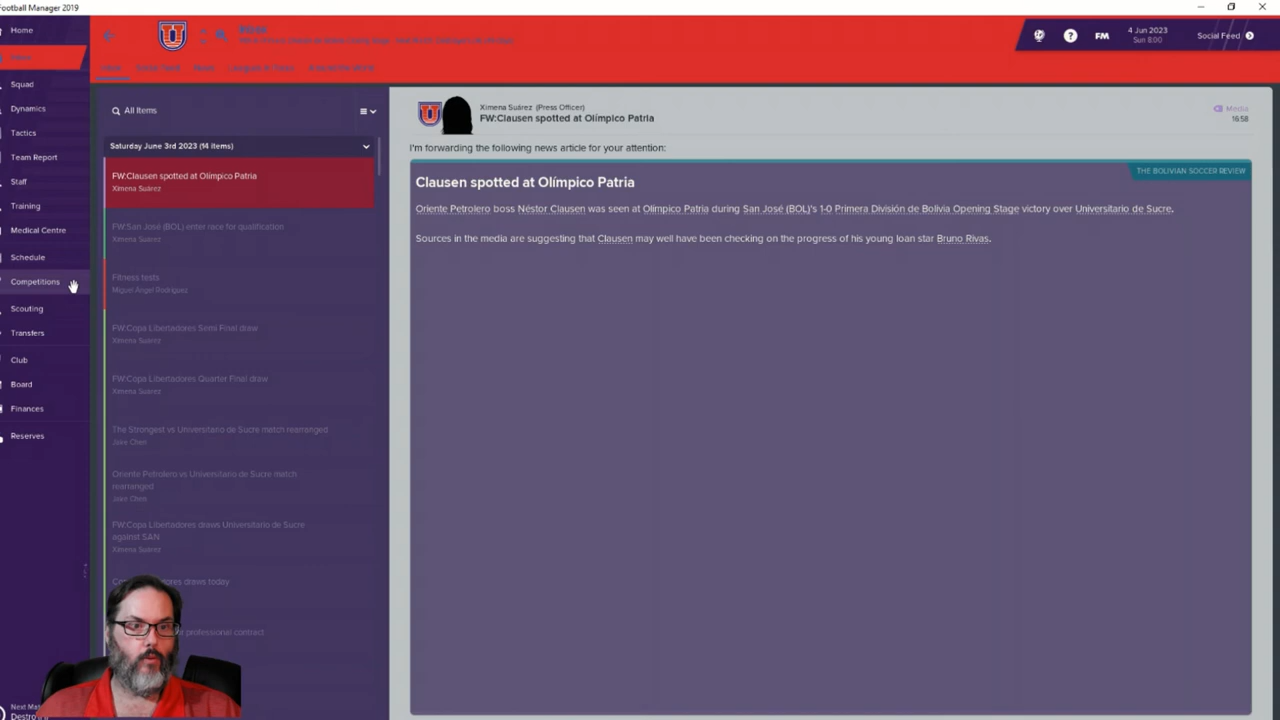 Football Manager 2019
Home
4 Jun 2023
Sun 8:00
FM
Social Feed
Squad
Dynamics
Tactics
Team Report
Staff
Training
Medical Centre
Schedule
Competitions
Scouting
Transfers
Club
Board
Finances
Reserves
All Items
Saturday June 3rd 2023 (14 items)
FW:Clausen spotted at Olímpico Patria
Ximena Suárez
FW:San José (BOL) enter race for qualification
Ximena Suárez
Fitness tests
Miguel Ángel Rodríguez
FW:Copa Libertadores Semi Final draw
Ximena Suárez
FW:Copa Libertadores Quarter Final draw
Ximena Suárez
The Strongest vs Universitario de Sucre match rearranged
Jake Chen
Oriente Petrolero vs Universitario de Sucre match
rearranged
Jake Chen
FW:Copa Libertadores draws Universitario de Sucre
against SAN
Ximena Suárez
draws today
professional contract
Ximena Suárez (Press Officer)
FW:Clausen spotted at Olímpico Patria
Media
16:58
I'm forwarding the following news article for your attention:
THE BOLIVIAN SOCCER REVIEW
Clausen spotted at Olímpico Patria
Oriente Petrolero boss Néstor Clausen was seen at Olímpico Patria during San José (BOL)'s 1-0 Primera División de Bolivia Opening Stage victory over Universitario de Sucre.
Sources in the media are suggesting that Clausen may well have been checking on the progress of his young loan star Bruno Rivas.